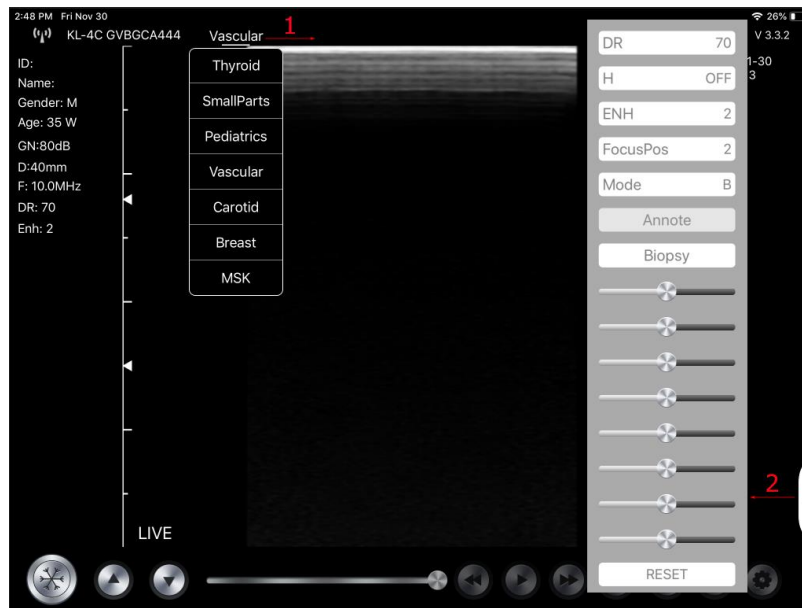 2:48 PM Fri Nov 30
26%
KL-4C GVBGCA444
Vascular
1
V 3.3.2
1-30
3
ID:
Name:
Gender: M
Age: 35 W
GN:80dB
D:40mm
F: 10.0MHz
DR: 70
Enh: 2
Thyroid
SmallParts
Pediatrics
Vascular
Carotid
Breast
MSK
DR 70
H OFF
ENH 2
FocusPos 2
Mode B
Annote
Biopsy
2
RESET
LIVE